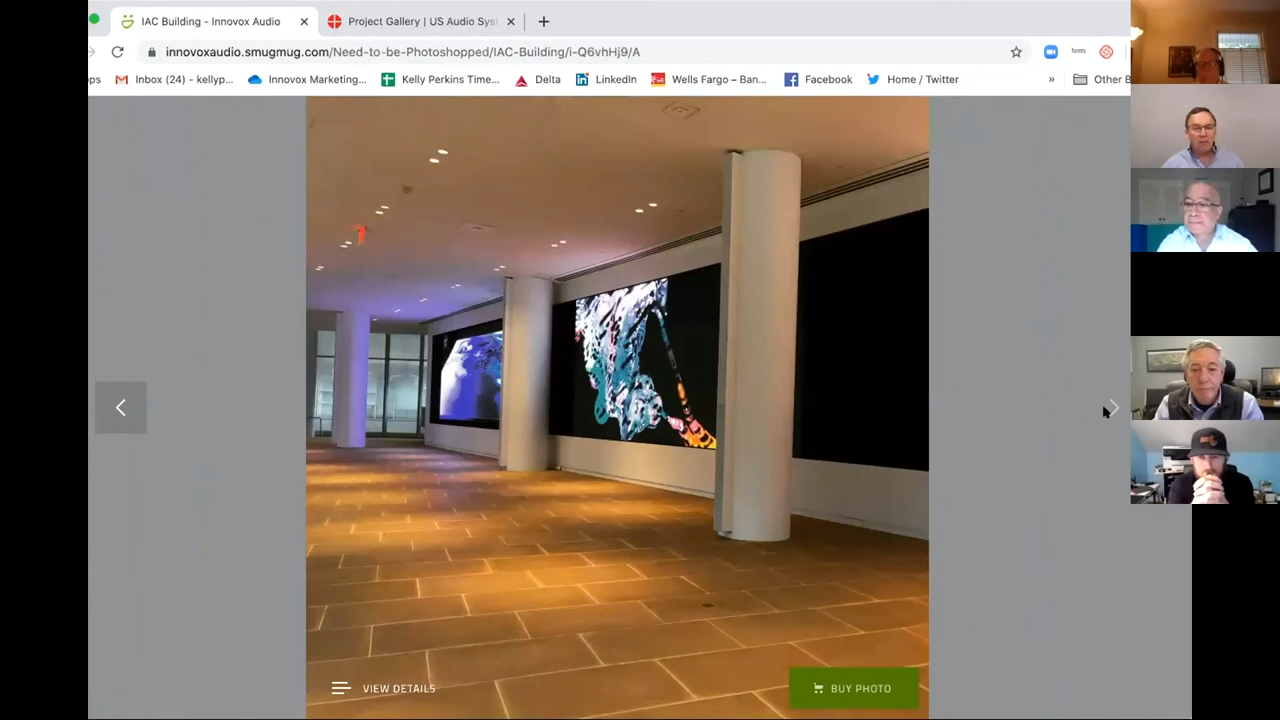 IAC Building - Innovox Audio
Project Gallery | US Audio Sys
innovoxaudio.smugmug.com/Need-to-be-Photoshopped/IAC-Building/i-Q6vhHj9/A
fonts
ps
Inbox (24) - kellyp...
Innovox Marketing...
Kelly Perkins Time...
Delta
LinkedIn
Wells Fargo – Ban...
Facebook
Home / Twitter
»
Other B
VIEW DETAILS
BUY PHOTO